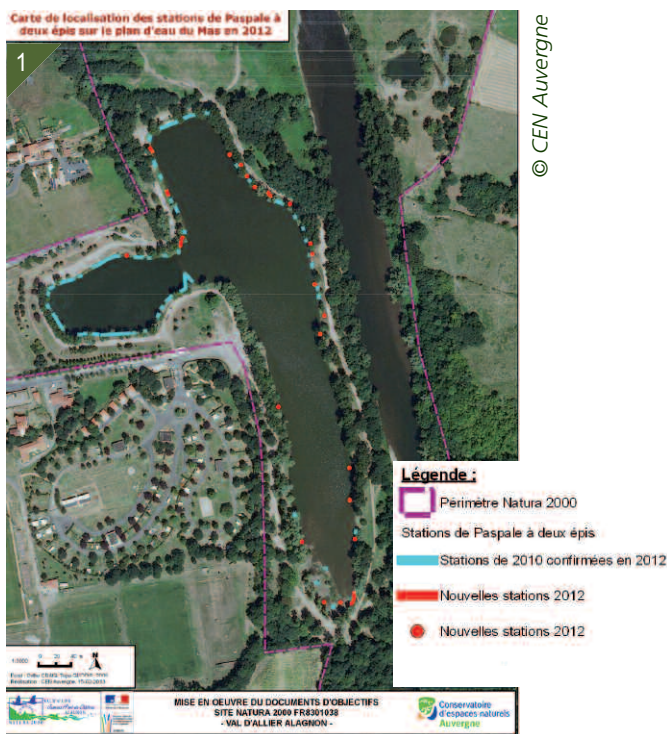 Carte de localisation des stations de Paspale à
deux épis sur le plan d'eau du Mas en 2012
1
© CEN Auvergne
Légende :
Périmètre Natura 2000
Stations de Paspale à deux épis
Stations de 2010 confirmées en 2012
Nouvelles stations 2012
Nouvelles stations 2012
MISE EN OEUVRE DU DOCUMENTS D'OBJECTIFS
SITE NATURA 2000 FR8301038
- VAL D'ALLIER ALAGNON -
Conservatoire
d'espaces naturels
Auvergne